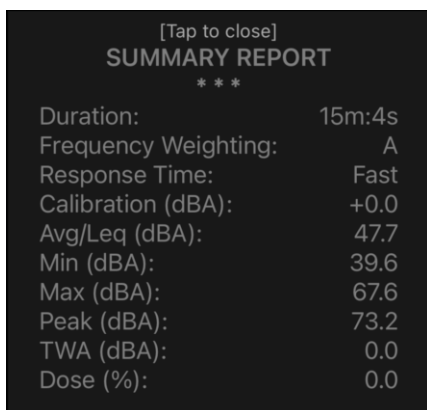 [Tap to close]
SUMMARY REPORT
* * *
Duration: 15m:4s
Frequency Weighting: A
Response Time: Fast
Calibration (dBA): +0.0
Avg/Leq (dBA): 47.7
Min (dBA): 39.6
Max (dBA): 67.6
Peak (dBA): 73.2
TWA (dBA): 0.0
Dose (%): 0.0